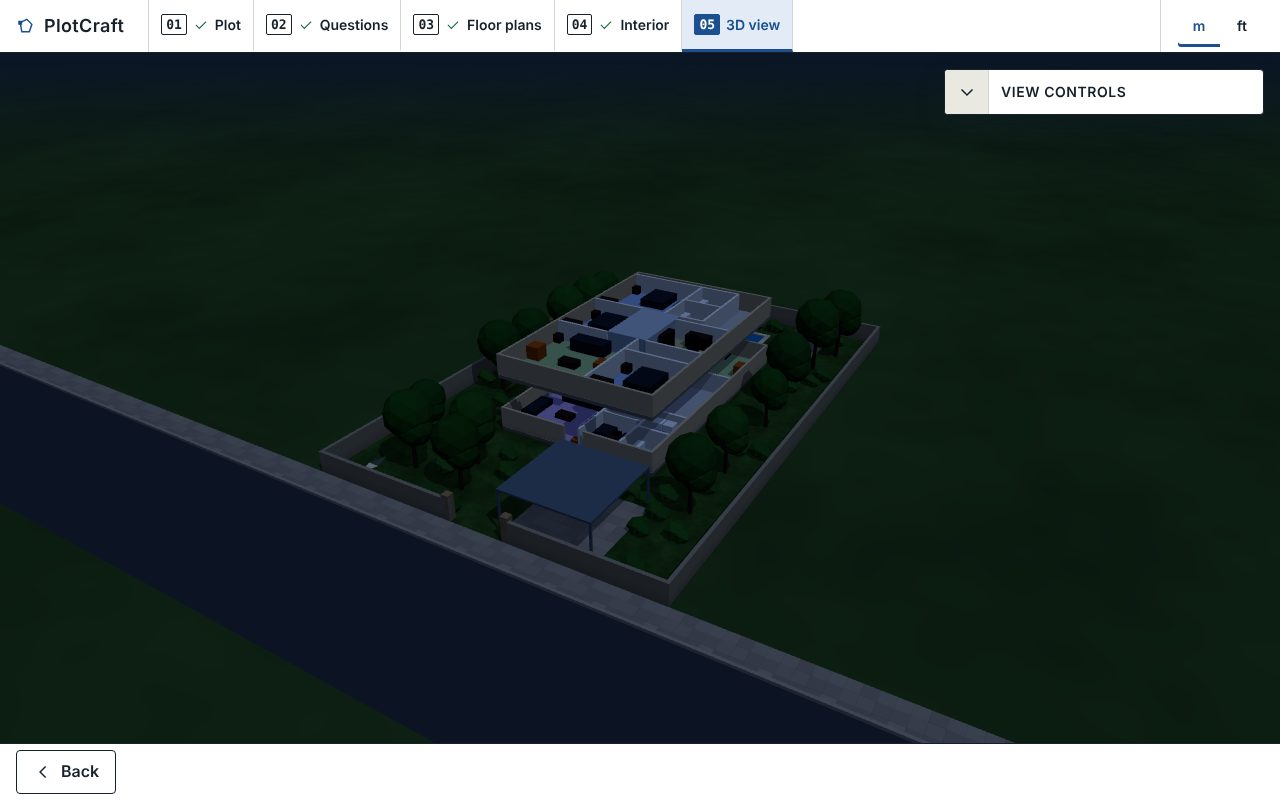 PlotCraft
01 Plot
02 Questions
03 Floor plans
04 Interior
05 3D view
m
ft
VIEW CONTROLS
Back